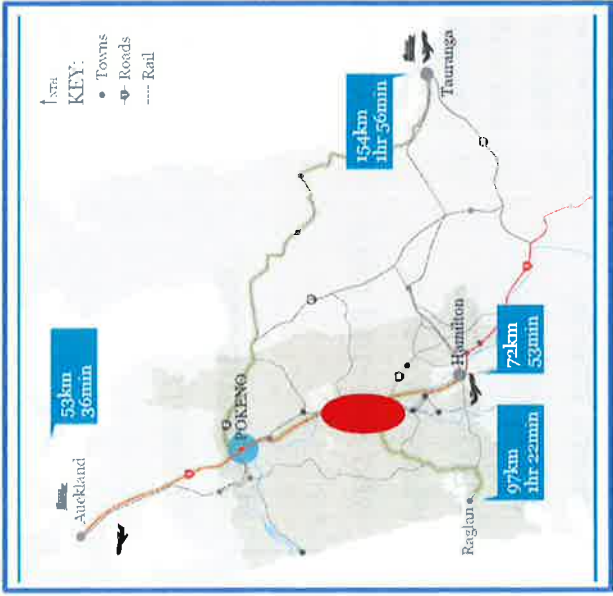 NTH
KEY:
Towns
Roads
Rail
Auckland
53km
36min
POKENO
154km
1hr 56min
Tauranga
Hamilton
Raglan
97km
1hr 22min
72km
53min